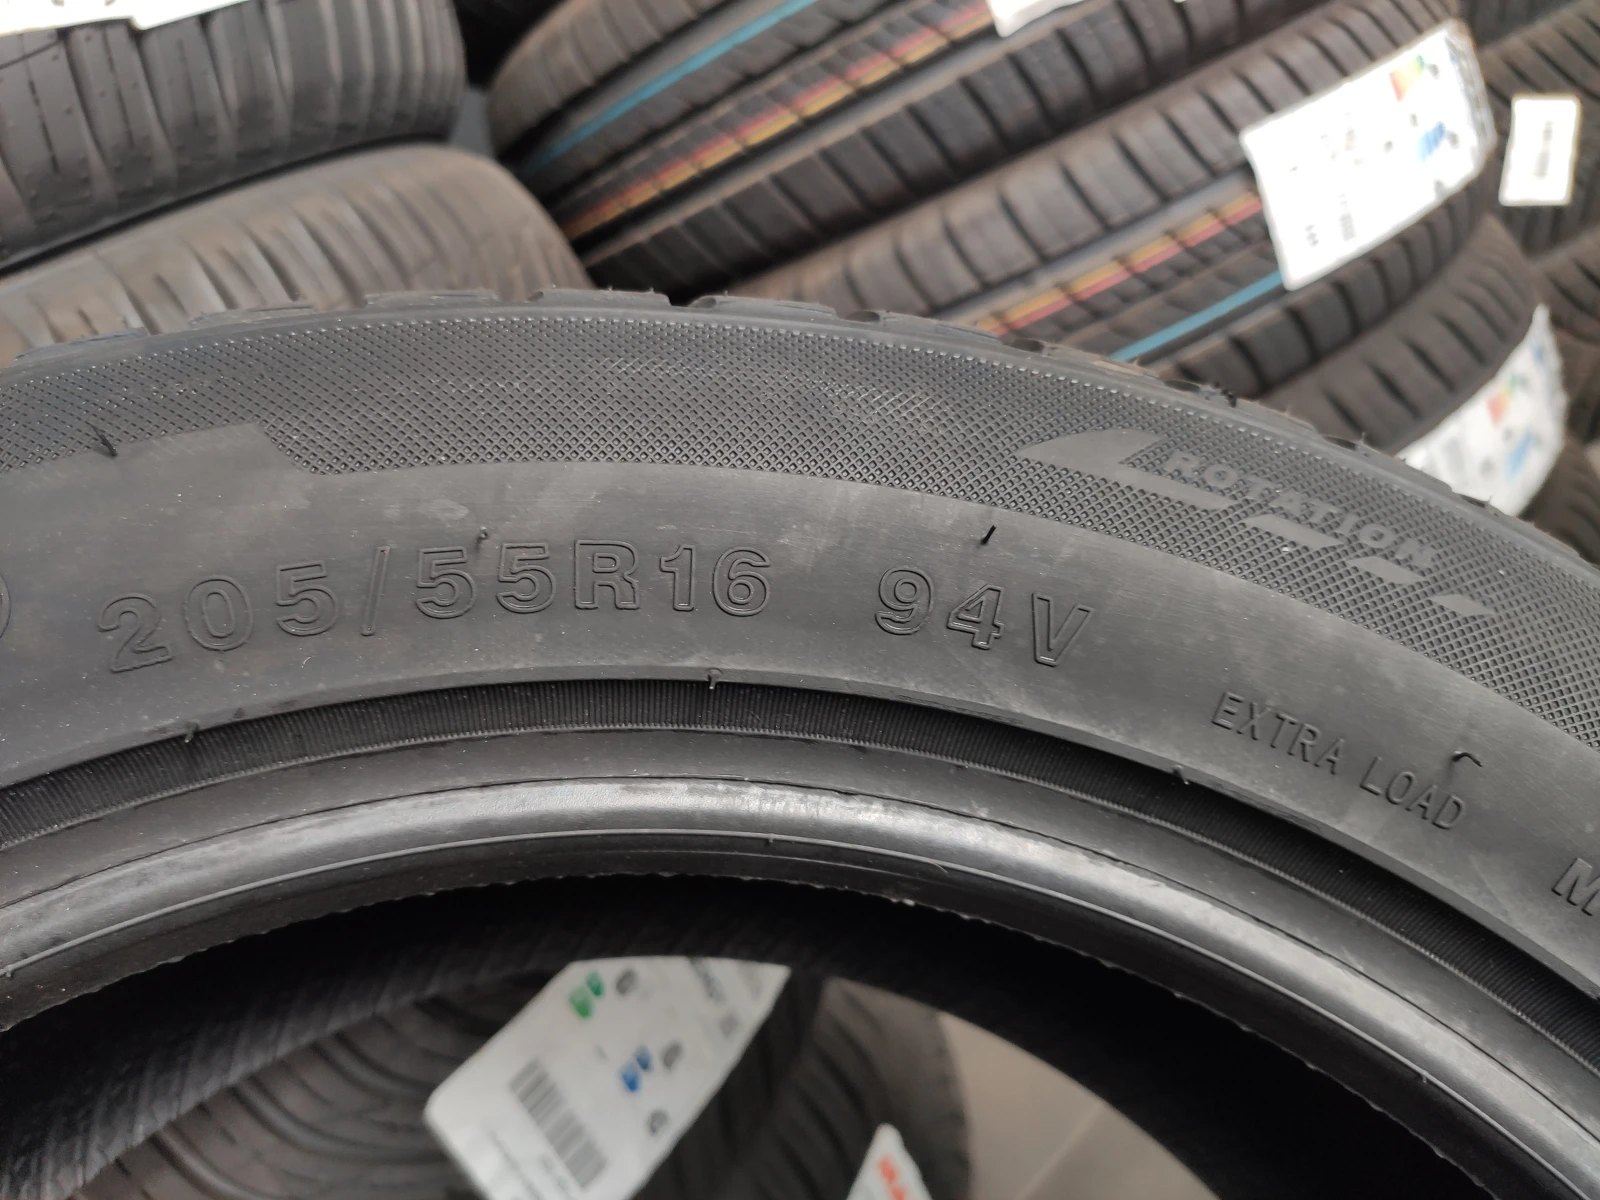 ROTATION
205/55R16 94V
EXTRA LOAD
M